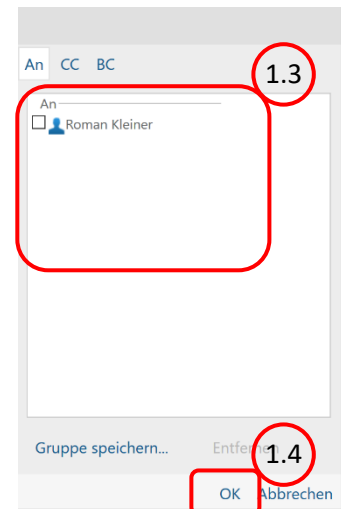 An CC BC
1.3
An
Roman Kleiner
Gruppe speichern...
1.4
OK Abbrechen